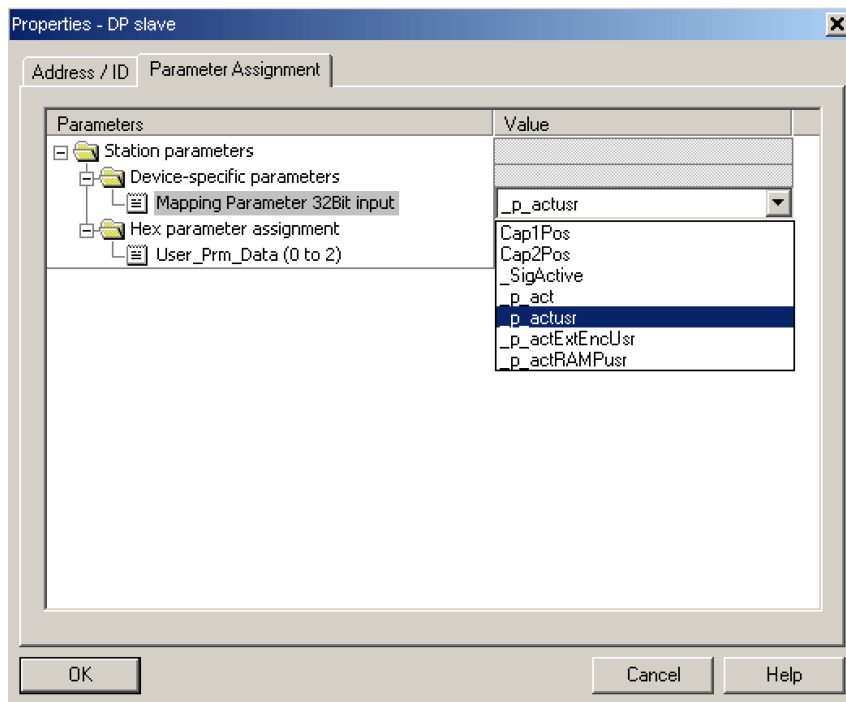 Properties - DP slave
Address / ID Parameter Assignment
Parameters Value
Station parameters
Device-specific parameters
Mapping Parameter 32Bit input _p_actusr
Hex parameter assignment
User_Prm_Data (0 to 2)
Cap1Pos
Cap2Pos
_SigActive
_p_act
_p_actusr
_p_actExtEncUsr
_p_actRAMPusr
OK Cancel Help